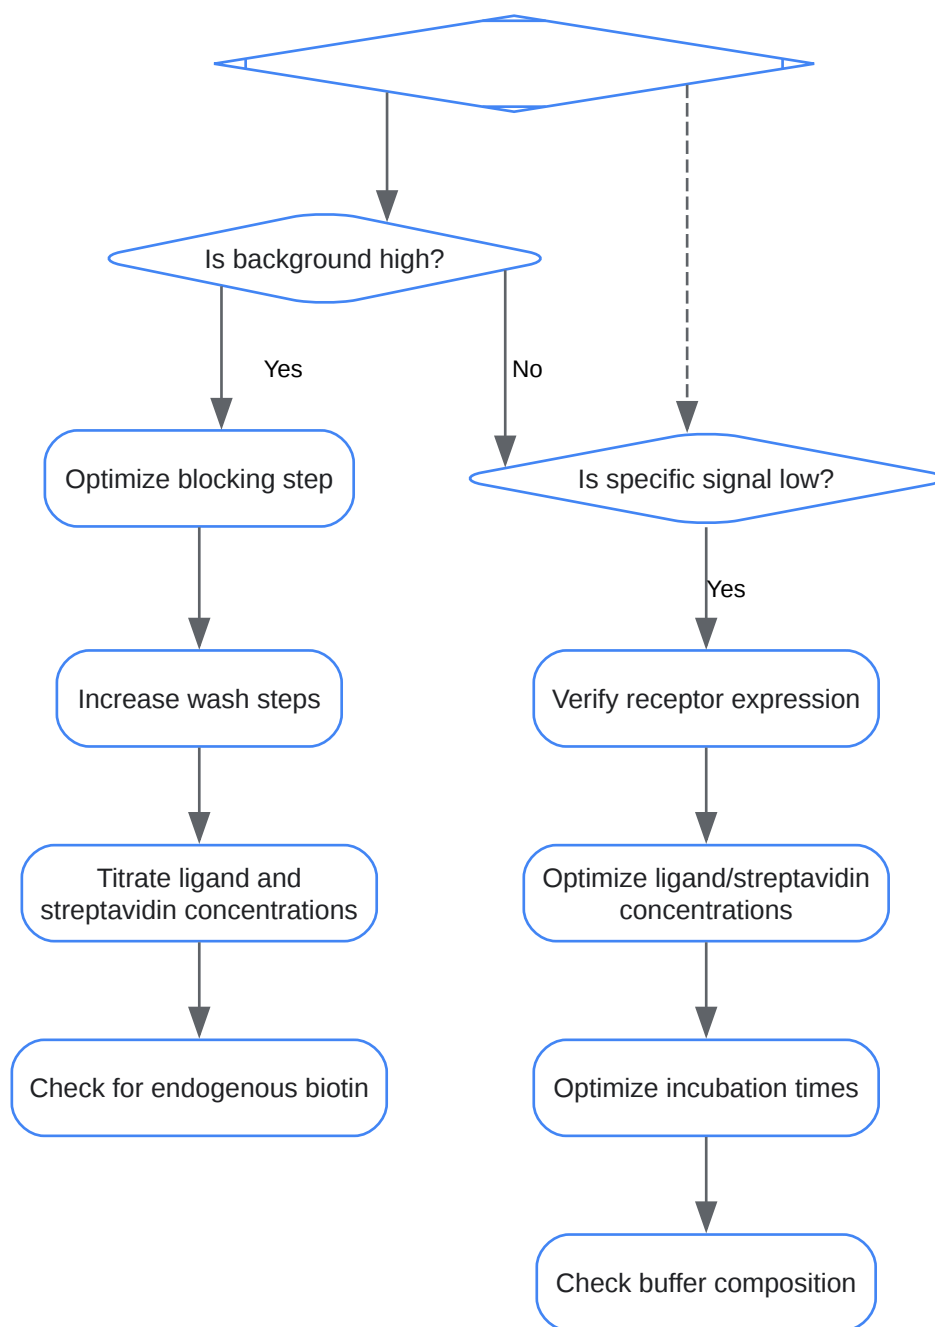 Is background high?
Yes
No
Optimize blocking step
Is specific signal low?
Yes
Increase wash steps
Verify receptor expression
Titrate ligand and
streptavidin concentrations
Optimize ligand/streptavidin
concentrations
Check for endogenous biotin
Optimize incubation times
Check buffer composition